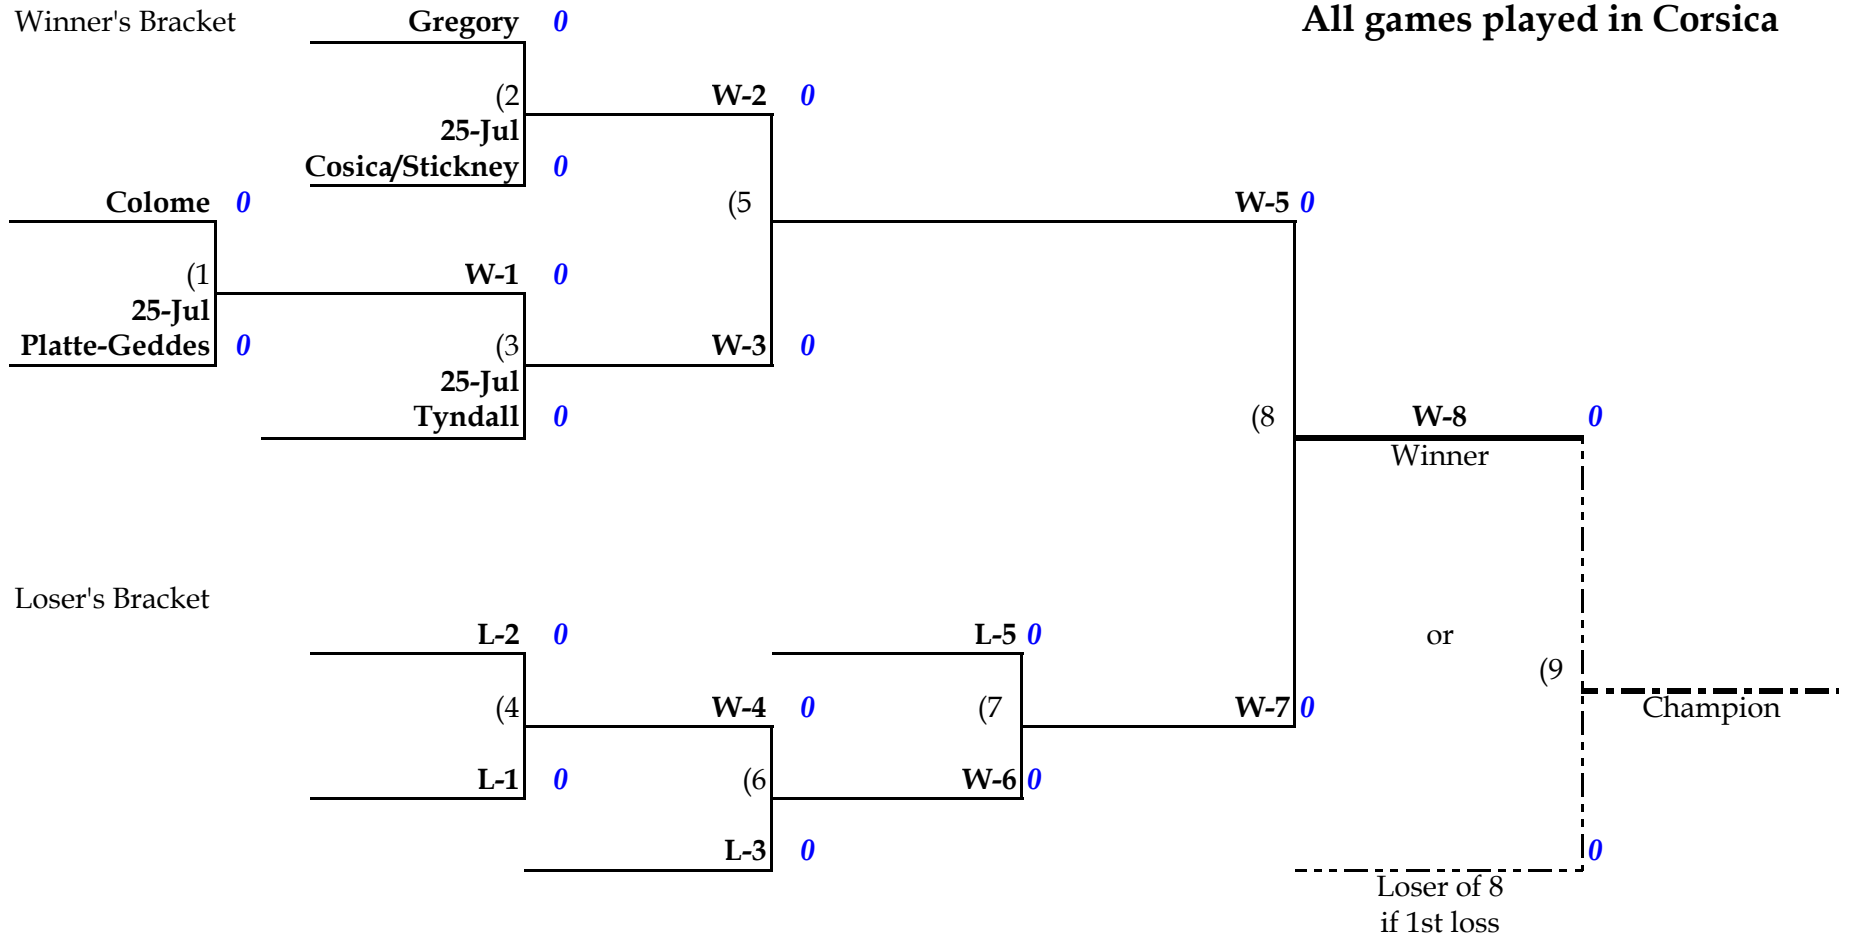 Winner's Bracket
Gregory 0
All games played in Corsica
(2
W-2 0
25-Jul
Cosica/Stickney 0
Colome 0
(5
W-5 0
(1
W-1 0
25-Jul
Platte-Geddes 0
(3
W-3 0
25-Jul
Tyndall 0
(8
W-8 0
Winner
Loser's Bracket
L-2 0
L-5 0
or
(9
(4
W-4 0
(7
W-7 0
Champion
L-1 0
(6
W-6 0
L-3 0
0
Loser of 8
if 1st loss